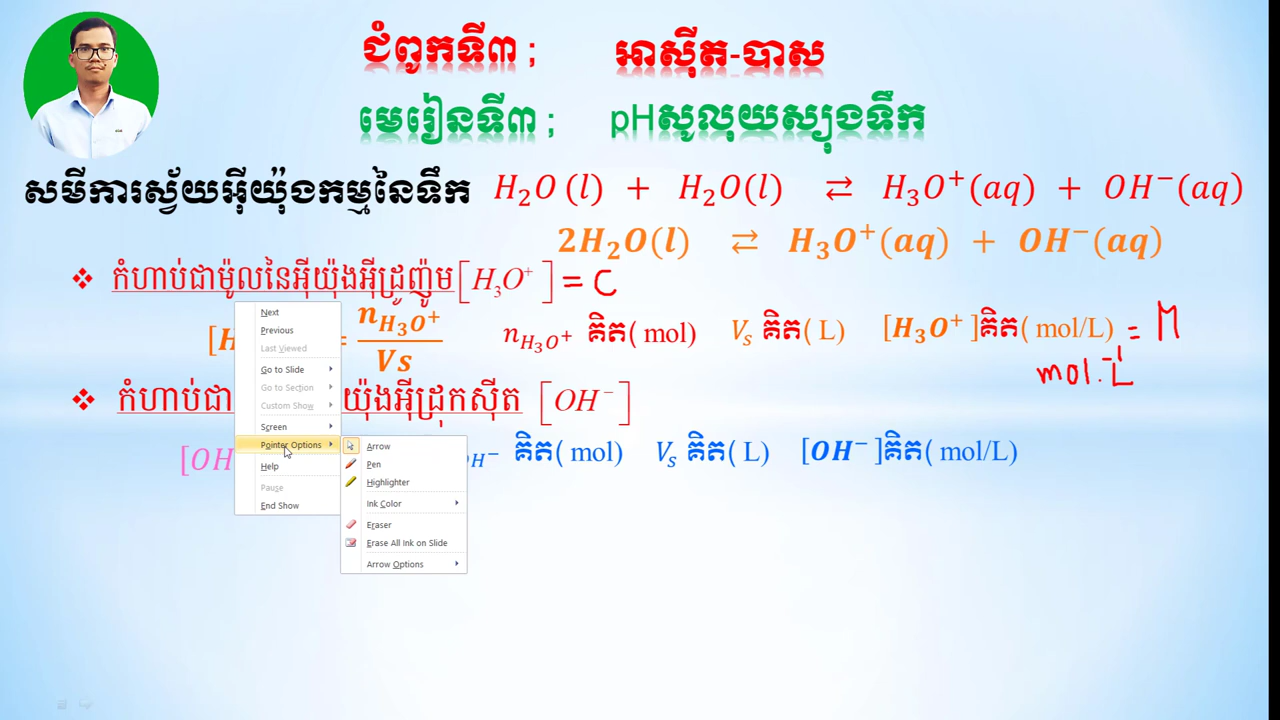 ជំពូកទី៣ ; អាស៊ីត-បាស
មេរៀនទី៣ ; pHសូលុយស្យុងទឹក
សមីការស្វ័យអ៊ីយ៉ុងកម្មនៃទឹក H₂O (l) + H₂O(l) ⇄ H₃O⁺(aq) + OH⁻(aq)
2H₂O(l) ⇄ H₃O⁺(aq) + OH⁻(aq)
❖ កំហាប់ជាម៉ូលនៃអ៊ីយ៉ុងអ៊ីដ្រូញ៉ូម[H₃O⁺] = C
[H = n_H₃O⁺ / Vs n_H₃O⁺ គិត( mol) Vₛ គិត( L) [H₃O⁺]គិត( mol/L) = M
mol.L⁻¹
❖ កំហាប់ជា យ៉ុងអ៊ីដ្រុកស៊ីត [OH⁻]
[OH OH⁻ គិត( mol) Vₛ គិត( L) [OH⁻]គិត( mol/L)
Next
Previous
Last Viewed
Go to Slide
Go to Section
Custom Show
Screen
Pointer Options
Help
Pause
End Show
Arrow
Pen
Highlighter
Ink Color
Eraser
Erase All Ink on Slide
Arrow Options